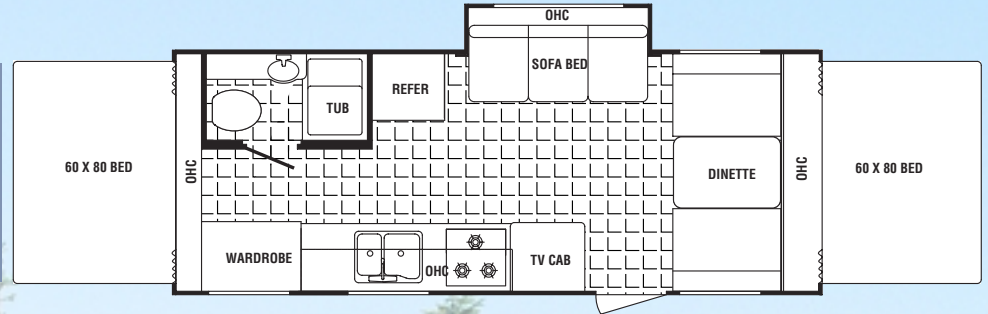 OHC
SOFA BED
REFER
TUB
60 X 80 BED
OHC
DINETTE
OHC
60 X 80 BED
WARDROBE
OHC
TV CAB